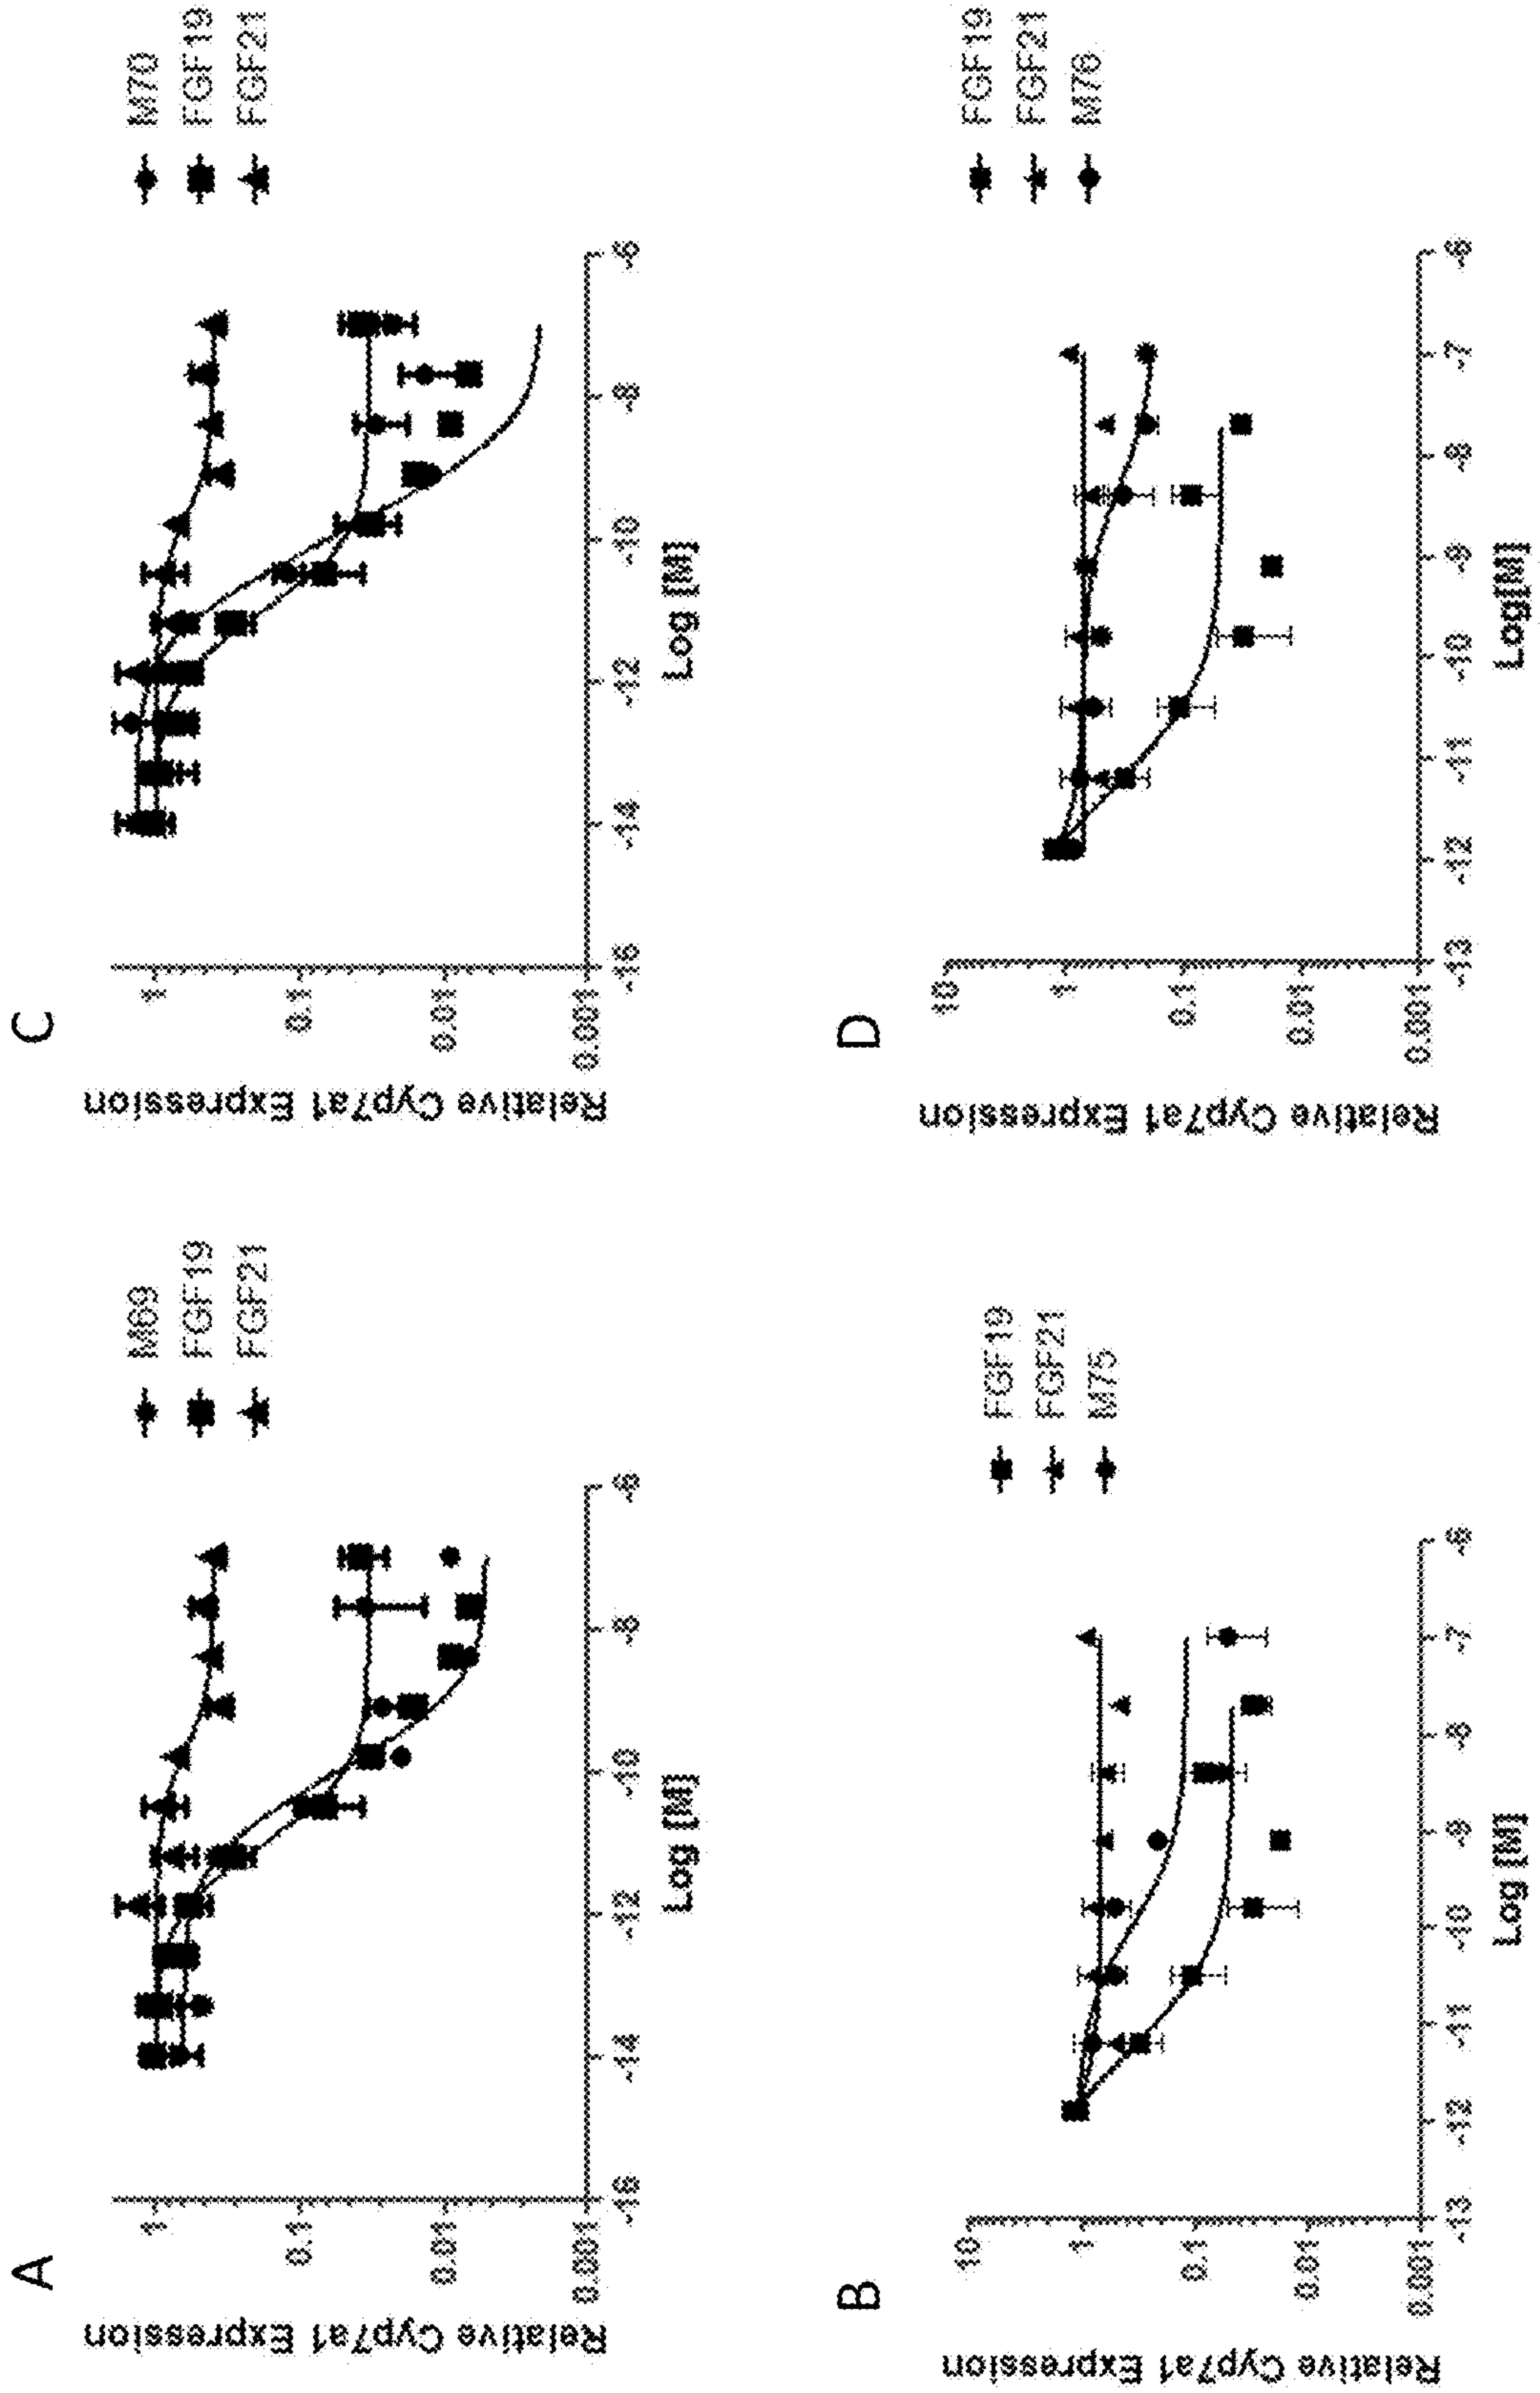 A
Relative Cyp7a1 Expression
1
0.1
0.01
0.001
-16 -14 -12 -10 -8 -6
Log [M]
M69
FGF19
FGF21
C
Relative Cyp7a1 Expression
1
0.1
0.01
0.001
-16 -14 -12 -10 -8 -6
Log [M]
M70
FGF19
FGF21
B
Relative Cyp7a1 Expression
10
1
0.1
0.01
0.001
-13 -12 -11 -10 -9 -8 -7 -6
Log [M]
FGF19
FGF21
M75
D
Relative Cyp7a1 Expression
10
1
0.1
0.01
0.001
-13 -12 -11 -10 -9 -8 -7 -6
Log[M]
FGF19
FGF21
M76